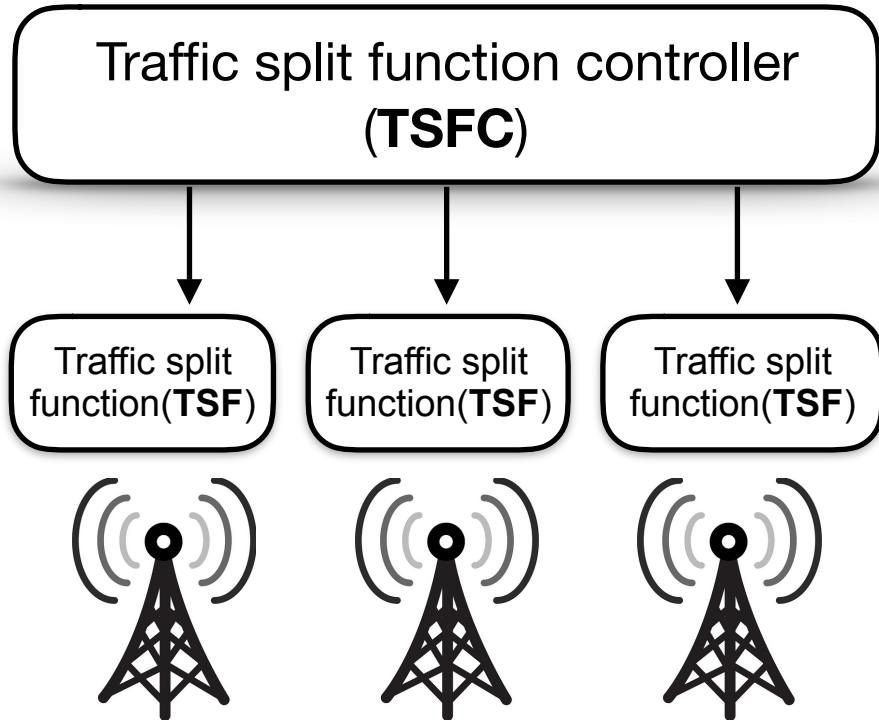 Traffic split function controller
(TSFC)
Traffic split
function(TSF)
Traffic split
function(TSF)
Traffic split
function(TSF)